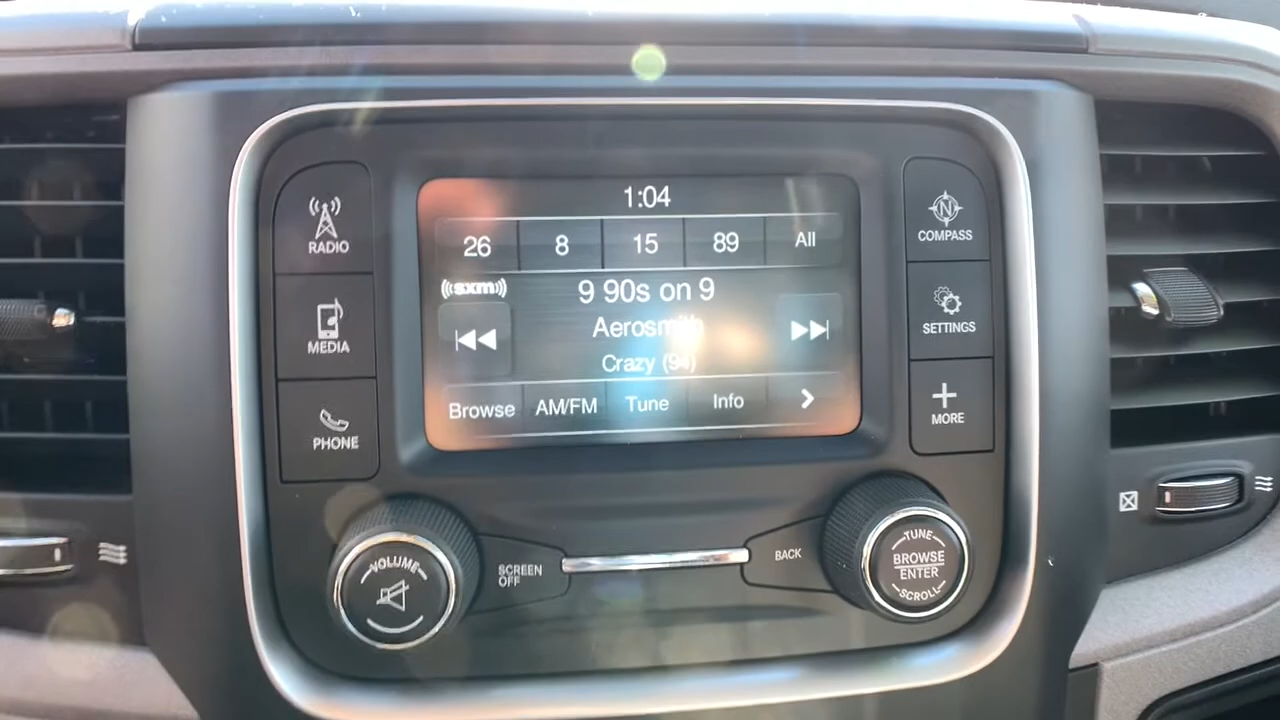 1:04
26 8 15 89 All
sxm
9 90s on 9
Aerosmith
Crazy (94)
Browse AM/FM Tune Info
RADIO
MEDIA
PHONE
N
COMPASS
SETTINGS
MORE
VOLUME
SCREEN
OFF
BACK
TUNE
BROWSE
ENTER
SCROLL